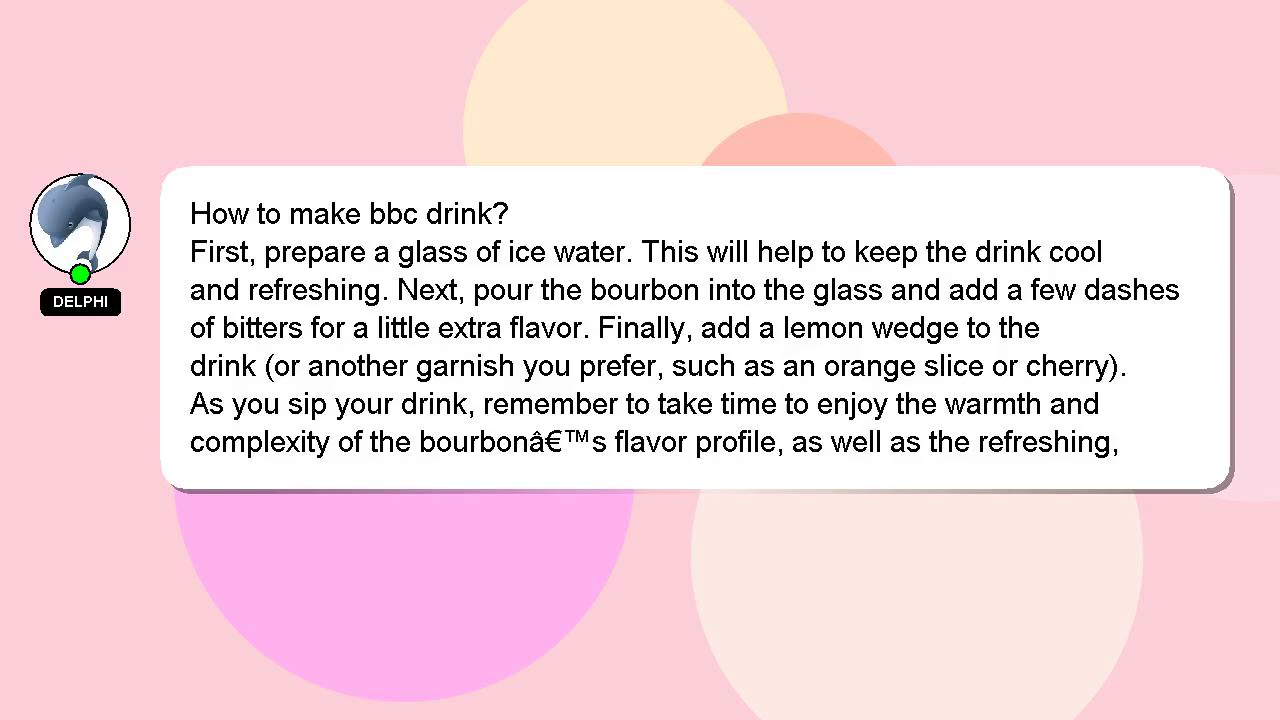 DELPHI
How to make bbc drink?
First, prepare a glass of ice water. This will help to keep the drink cool
and refreshing. Next, pour the bourbon into the glass and add a few dashes
of bitters for a little extra flavor. Finally, add a lemon wedge to the
drink (or another garnish you prefer, such as an orange slice or cherry).
As you sip your drink, remember to take time to enjoy the warmth and
complexity of the bourbonâ€™s flavor profile, as well as the refreshing,